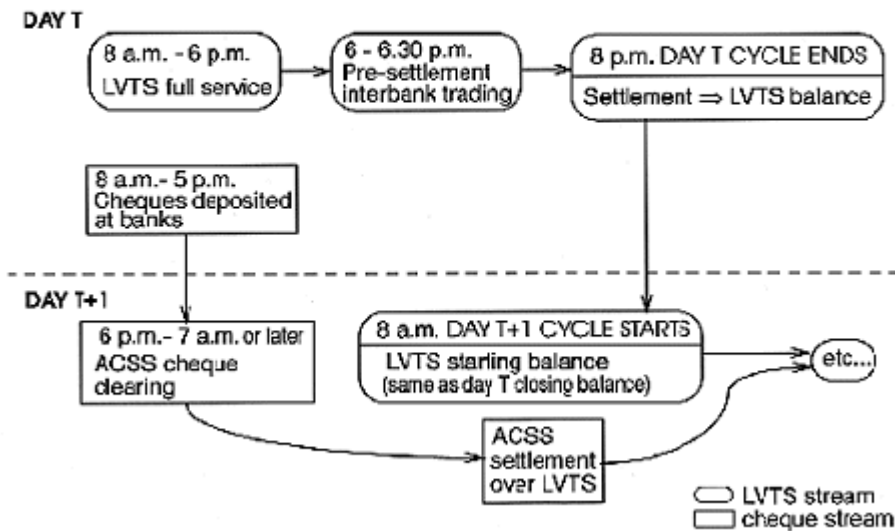 DAY T
8 a.m. - 6 p.m.
LVTS full service
6 - 6.30 p.m.
Pre-settlement
interbank trading
8 p.m. DAY T CYCLE ENDS
Settlement ⇒ LVTS balance
8 a.m.- 5 p.m.
Cheques deposited
at banks
DAY T+1
6 p.m.- 7 a.m. or later
ACSS cheque
clearing
8 a.m. DAY T+1 CYCLE STARTS
LVTS starting balance
(same as day T closing balance)
etc...
ACSS
settlement
over LVTS
LVTS stream
cheque stream